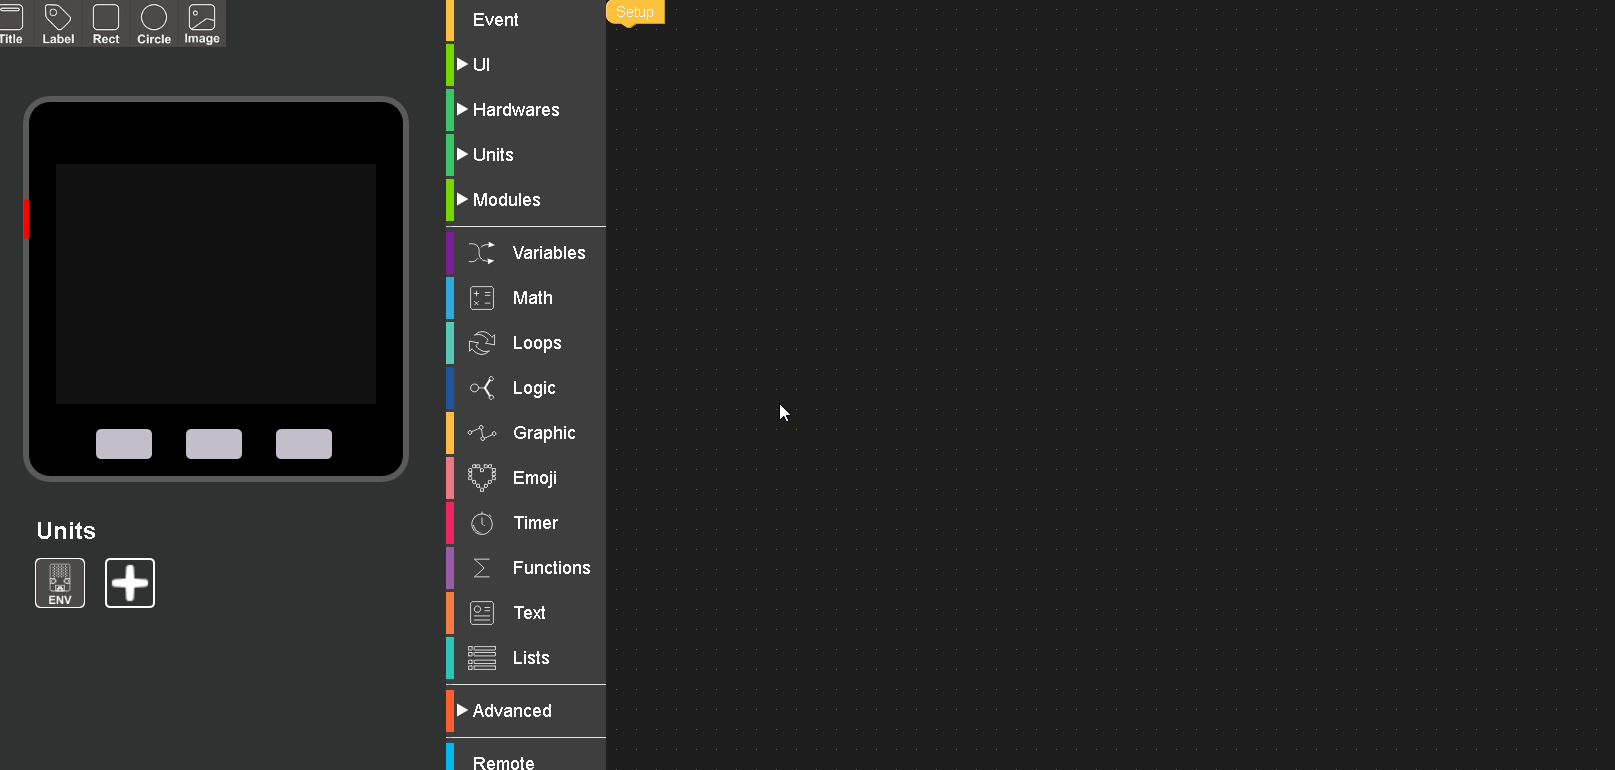 Title Label Rect Circle Image
Units
ENV
Event
UI
Hardwares
Units
Modules
Variables
Math
Loops
Logic
Graphic
Emoji
Timer
Functions
Text
Lists
Advanced
Remote
Setup